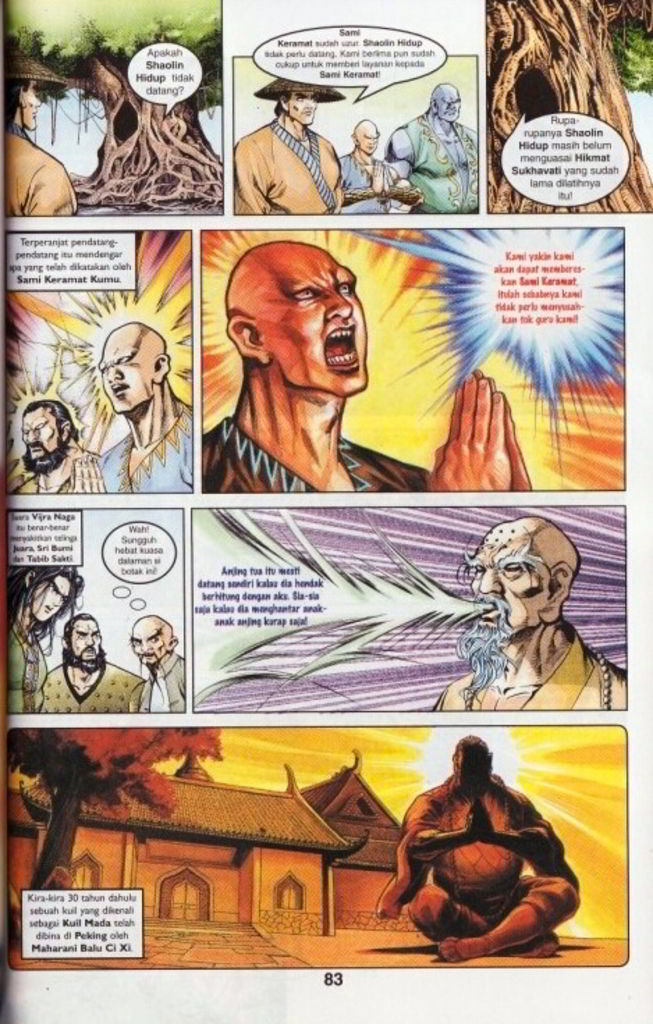 Apakah
Shaolin
Hidup tidak
datang?
Sami
Keramat sudah uzur. Shaolin Hidup
tidak perlu datang. Kami berlima pun sudah
cukup untuk memberi layanan kepada
Sami Keramat!
Rupa-
rupanya Shaolin
Hidup masih belum
menguasai Hikmat
Sukhavati yang sudah
lama dilatihnya
itu!
Terperanjat pendatang-
pendatang itu mendengar
apa yang telah dikatakan oleh
Sami Keramat Kumu.
Kami yakin kami
akan dapat memberes-
kan Sami Keramat,
itulah sebabnya kami
tidak perlu menyusah-
kan tok guru kami!
Suara Vijra Naga
itu benar-benar
menyakitkan telinga
Juara, Sri Bumi
dan Tabib Sakti.
Wah!
Sungguh
hebat kuasa
dalaman si
botak ini!
Anjing tua itu mesti
datang sendiri kalau dia hendak
berhitung dengan aku. Sia-sia
saja kalau dia menghantar anak-
anak anjing kurap saja!
Kira-kira 30 tahun dahulu
sebuah kuil yang dikenali
sebagai Kuil Mada telah
dibina di Peking oleh
Maharani Balu Ci Xi.
83